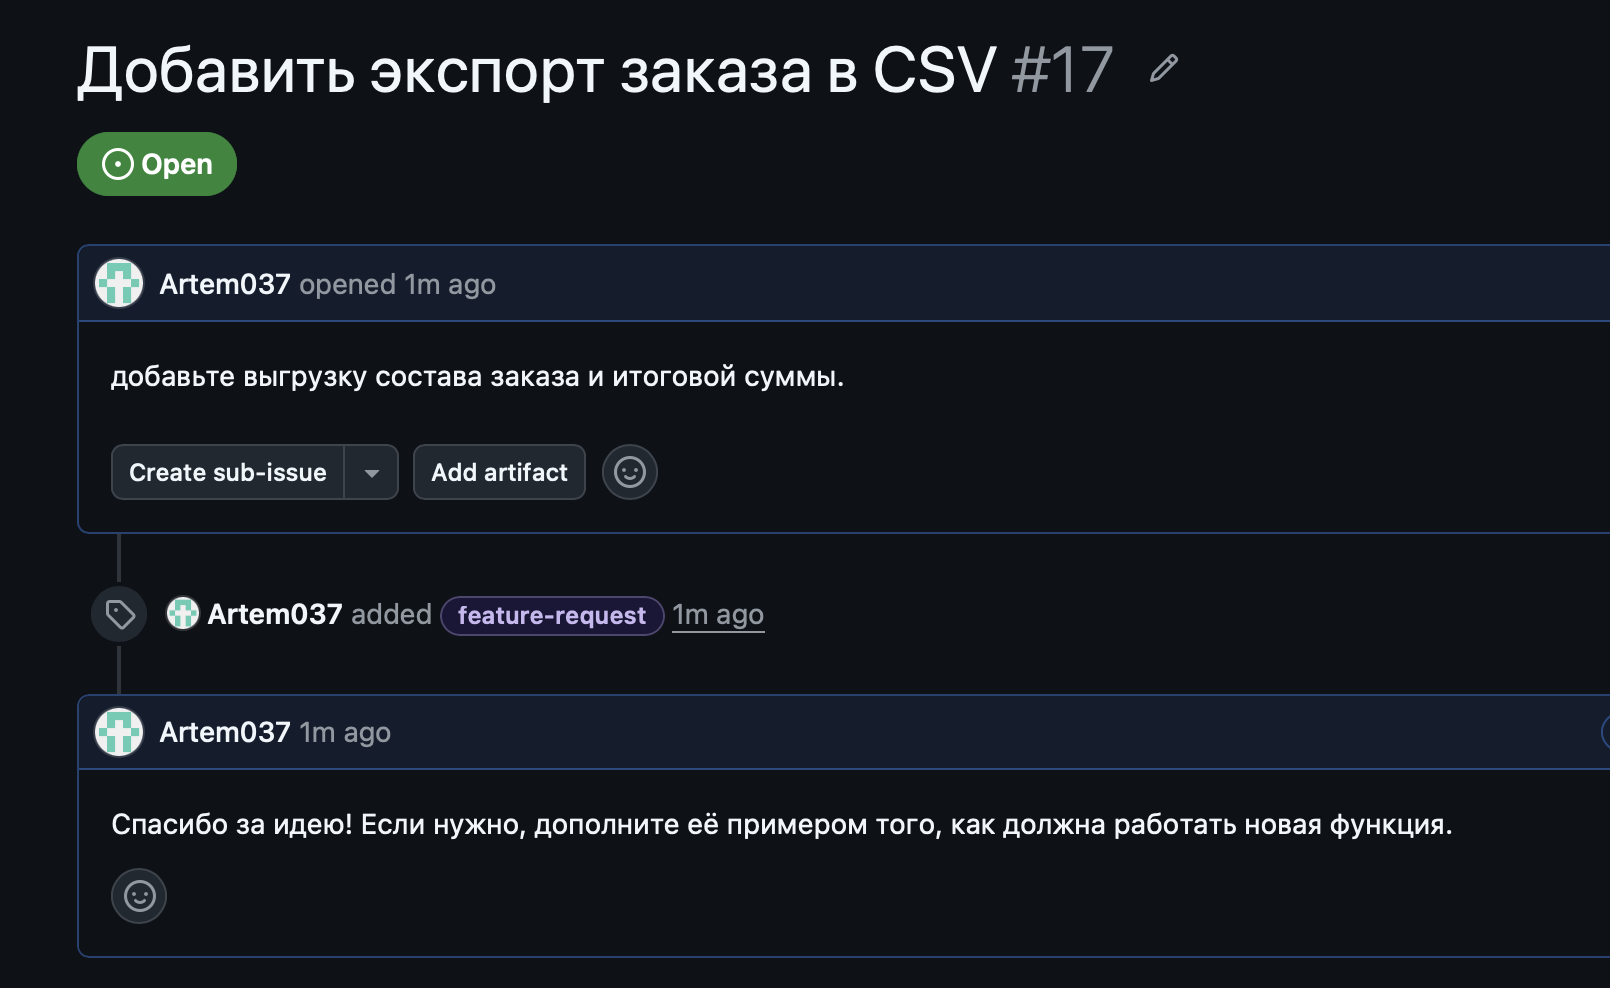 Добавить экспорт заказа в CSV #17
Open
Artem037 opened 1m ago
добавьте выгрузку состава заказа и итоговой суммы.
Create sub-issue
Add artifact
Artem037 added feature-request 1m ago
Artem037 1m ago
Спасибо за идею! Если нужно, дополните её примером того, как должна работать новая функция.